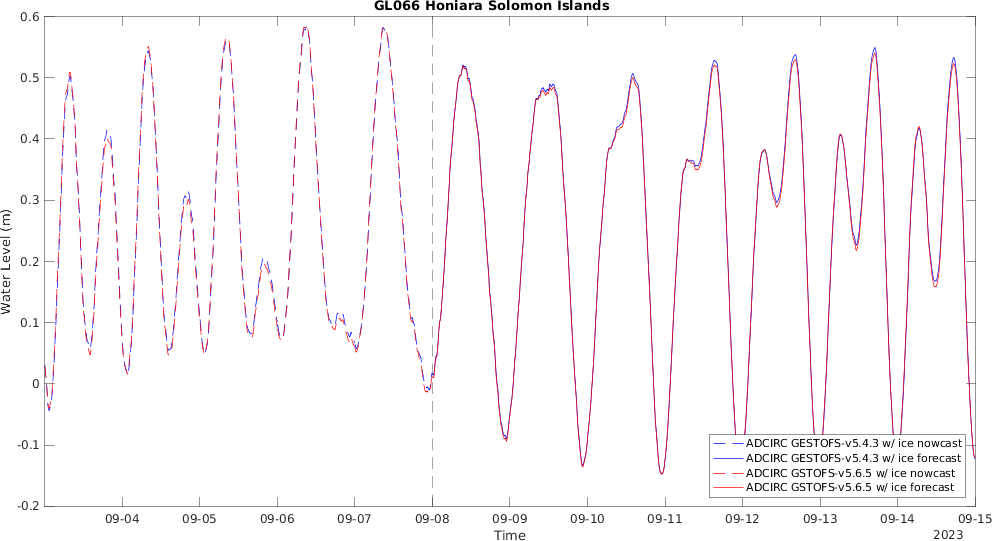 GL066 Honiara Solomon Islands
Water Level (m)
0.6
0.5
0.4
0.3
0.2
0.1
0
-0.1
-0.2
ADCIRC GESTOFS-v5.4.3 w/ ice nowcast
ADCIRC GESTOFS-v5.4.3 w/ ice forecast
ADCIRC GSTOFS-v5.6.5 w/ ice nowcast
ADCIRC GSTOFS-v5.6.5 w/ ice forecast
09-04 09-05 09-06 09-07 09-08 09-09 09-10 09-11 09-12 09-13 09-14 09-15
Time
2023